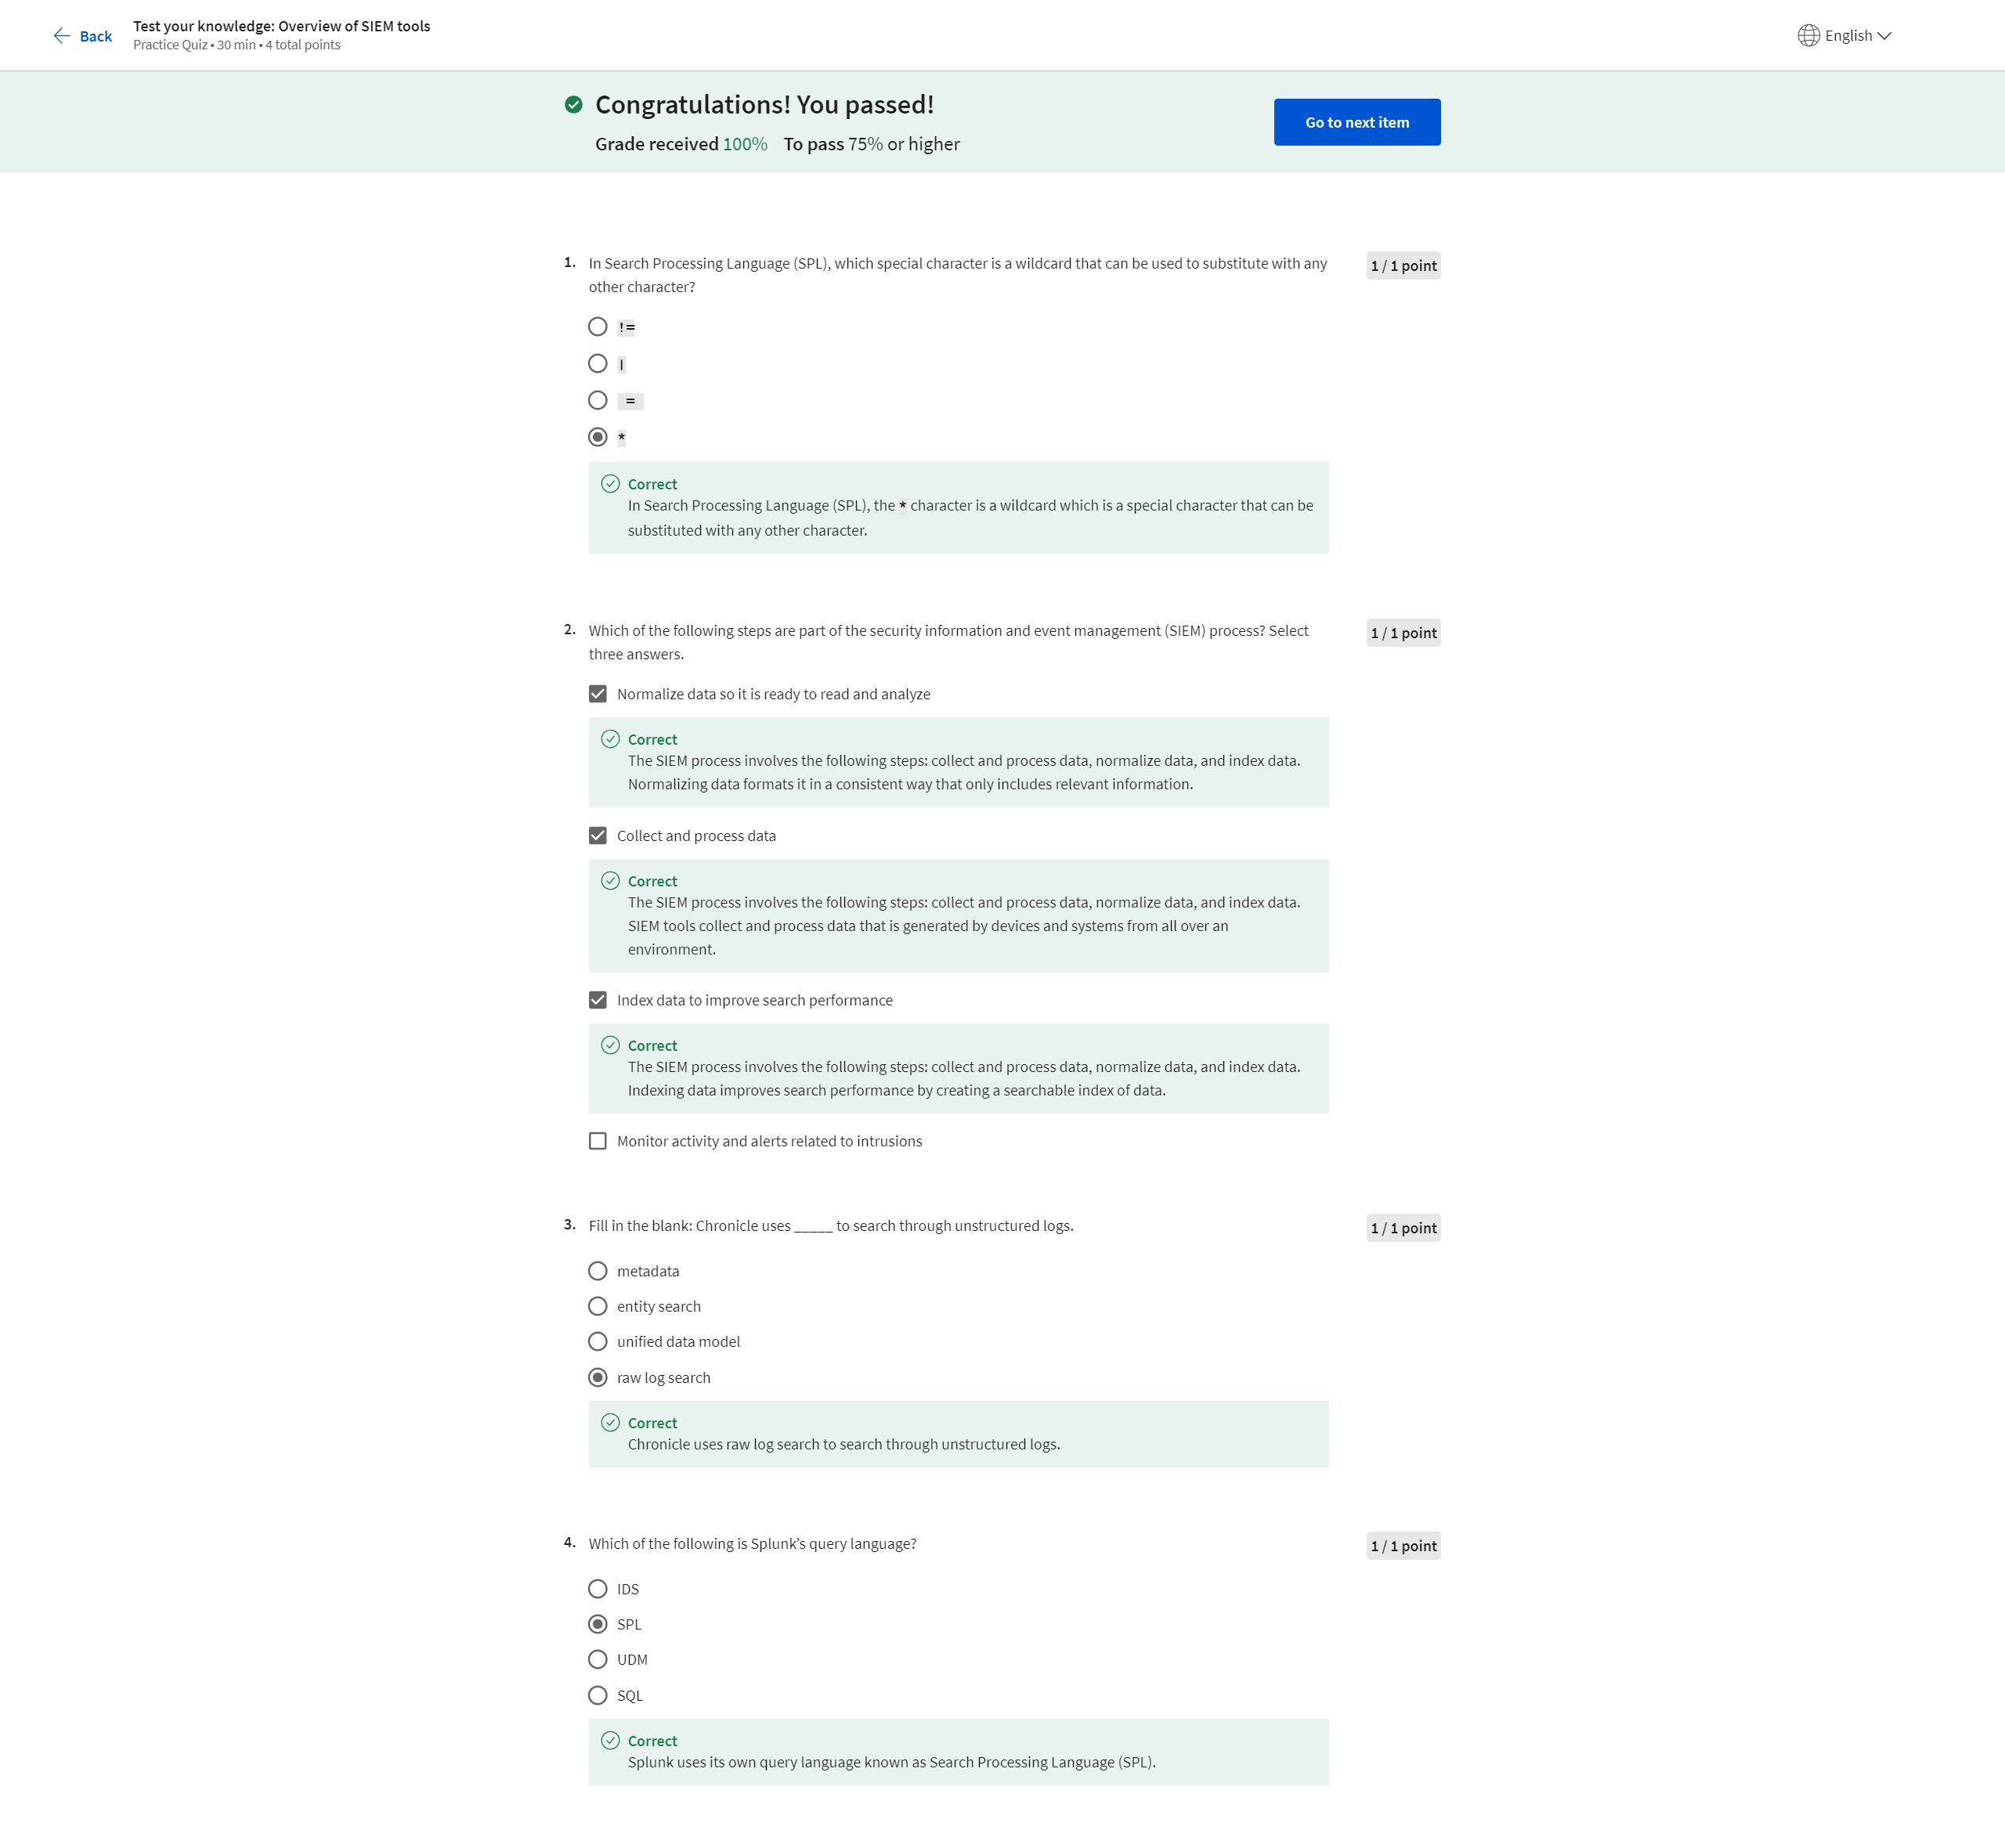 Back
Test your knowledge: Overview of SIEM tools
Practice Quiz • 30 min • 4 total points
English
Congratulations! You passed!
Grade received 100% To pass 75% or higher
Go to next item
1. In Search Processing Language (SPL), which special character is a wildcard that can be used to substitute with any
other character?
1 / 1 point
!=
|
=
*
Correct
In Search Processing Language (SPL), the * character is a wildcard which is a special character that can be
substituted with any other character.
2. Which of the following steps are part of the security information and event management (SIEM) process? Select
three answers.
1 / 1 point
Normalize data so it is ready to read and analyze
Correct
The SIEM process involves the following steps: collect and process data, normalize data, and index data.
Normalizing data formats it in a consistent way that only includes relevant information.
Collect and process data
Correct
The SIEM process involves the following steps: collect and process data, normalize data, and index data.
SIEM tools collect and process data that is generated by devices and systems from all over an
environment.
Index data to improve search performance
Correct
The SIEM process involves the following steps: collect and process data, normalize data, and index data.
Indexing data improves search performance by creating a searchable index of data.
Monitor activity and alerts related to intrusions
3. Fill in the blank: Chronicle uses _____ to search through unstructured logs.
1 / 1 point
metadata
entity search
unified data model
raw log search
Correct
Chronicle uses raw log search to search through unstructured logs.
4. Which of the following is Splunk’s query language?
1 / 1 point
IDS
SPL
UDM
SQL
Correct
Splunk uses its own query language known as Search Processing Language (SPL).